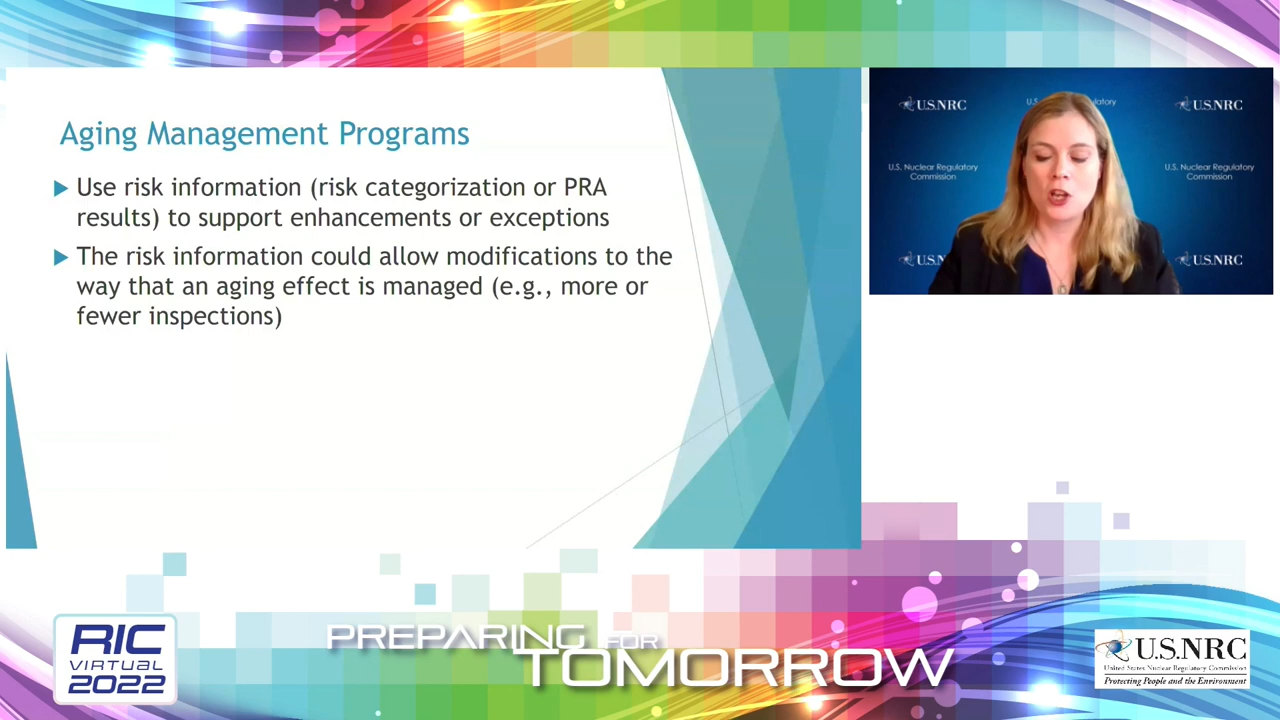 Aging Management Programs
Use risk information (risk categorization or PRA
results) to support enhancements or exceptions
The risk information could allow modifications to the
way that an aging effect is managed (e.g., more or
fewer inspections)
U.S.NRC
U.S.
latory
U.S.NRC
U.S. Nuclear Regulatory
Commission
U.S. Nuclear Regulatory
Commission
U.S.N
U.S.NRC
RIC
VIRTUAL
2022
PREPARING FOR
TOMORROW
U.S.NRC
United States Nuclear Regulatory Commission
Protecting People and the Environment